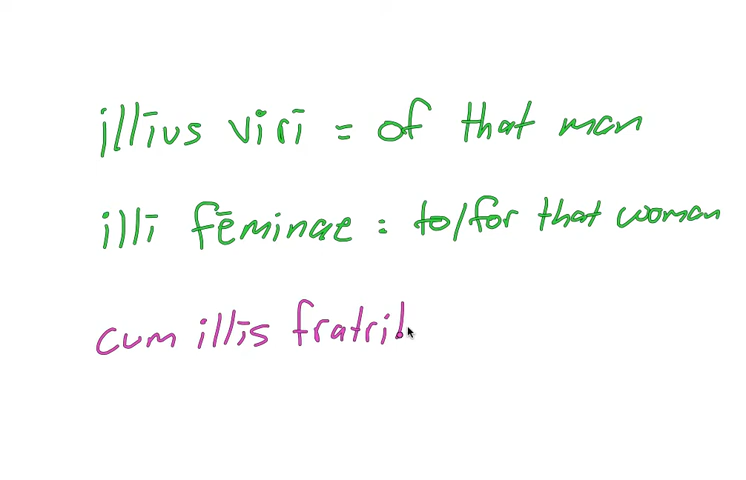 illīus virī = of that man
illī fēminae = to/for that woman
cum illīs fratrib